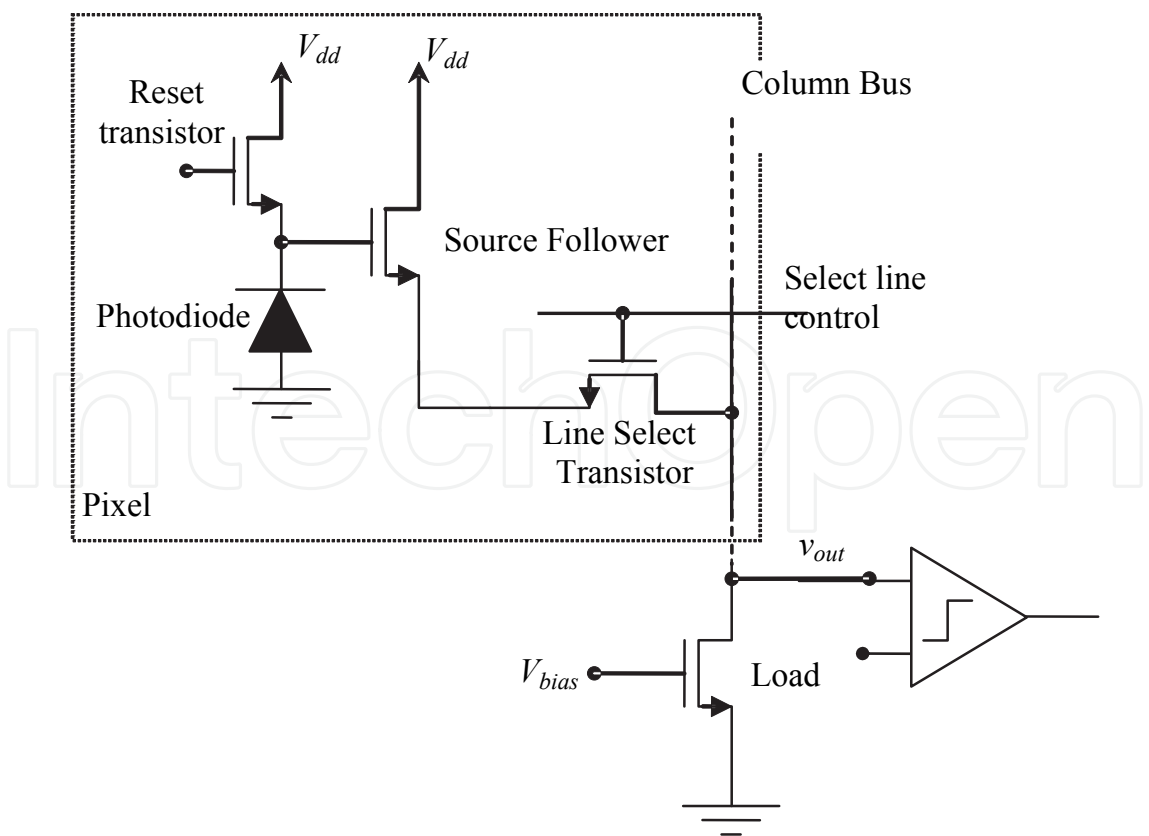 V_dd
V_dd
Reset
transistor
Column Bus
Source Follower
Select line
control
Photodiode
Line Select
Transistor
Pixel
v_out
V_bias
Load
IntechOpen